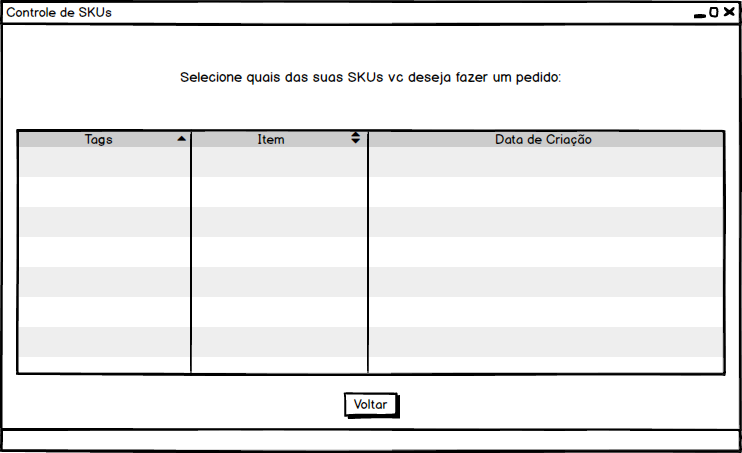 Controle de SKUs
Selecione quais das suas SKUs vc deseja fazer um pedido:
Tags Item Data de Criação
Voltar